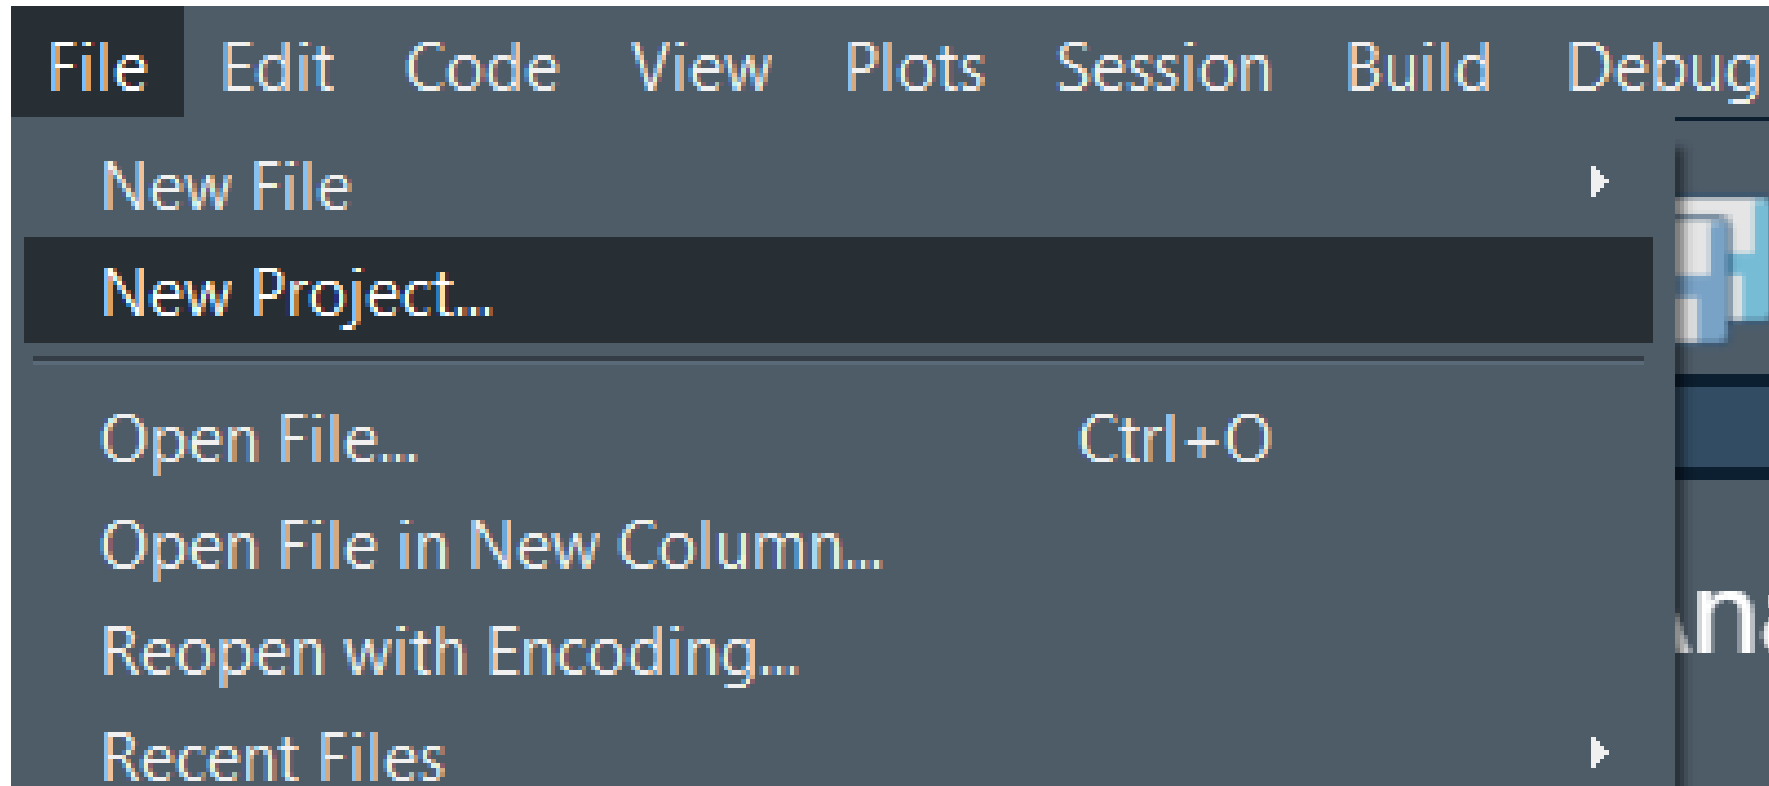 File Edit Code View Plots Session Build Debug
New File
New Project...
Open File... Ctrl+O
Open File in New Column...
Reopen with Encoding...
Recent Files